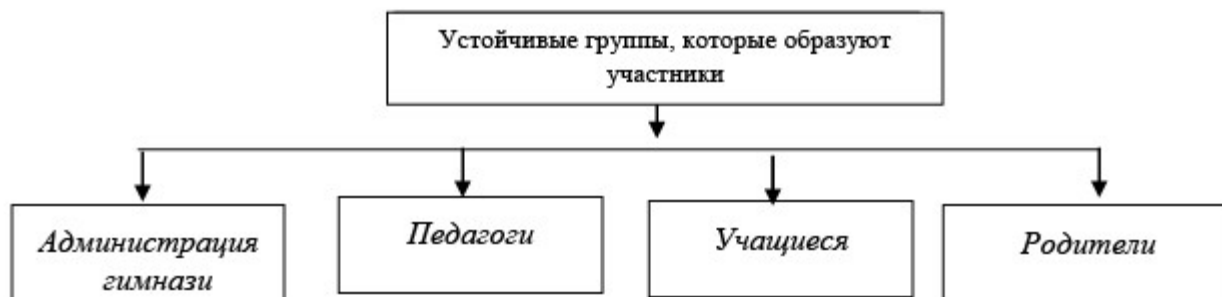 Устойчивые группы, которые образуют
участники
Администрация
гимнази
Педагоги
Учащиеся
Родители